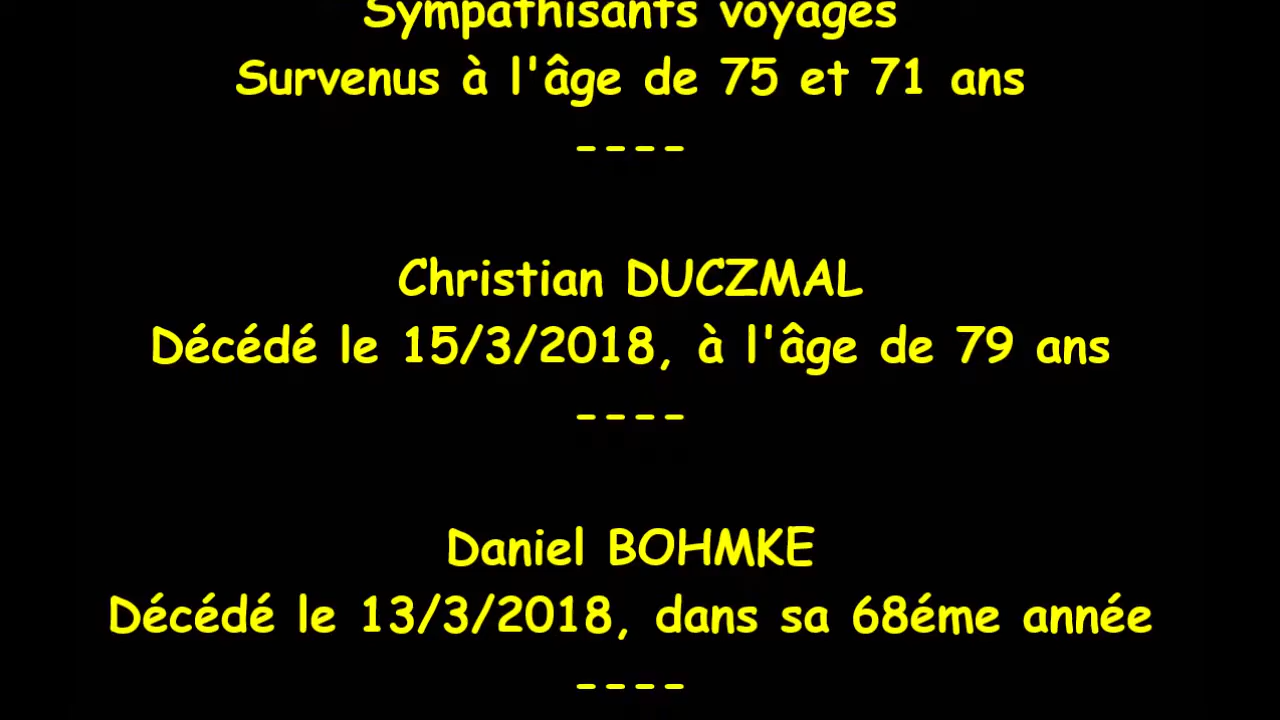 Sympathisants voyages
Survenus à l'âge de 75 et 71 ans
----
Christian DUCZMAL
Décédé le 15/3/2018, à l'âge de 79 ans
----
Daniel BOHMKE
Décédé le 13/3/2018, dans sa 68éme année
----